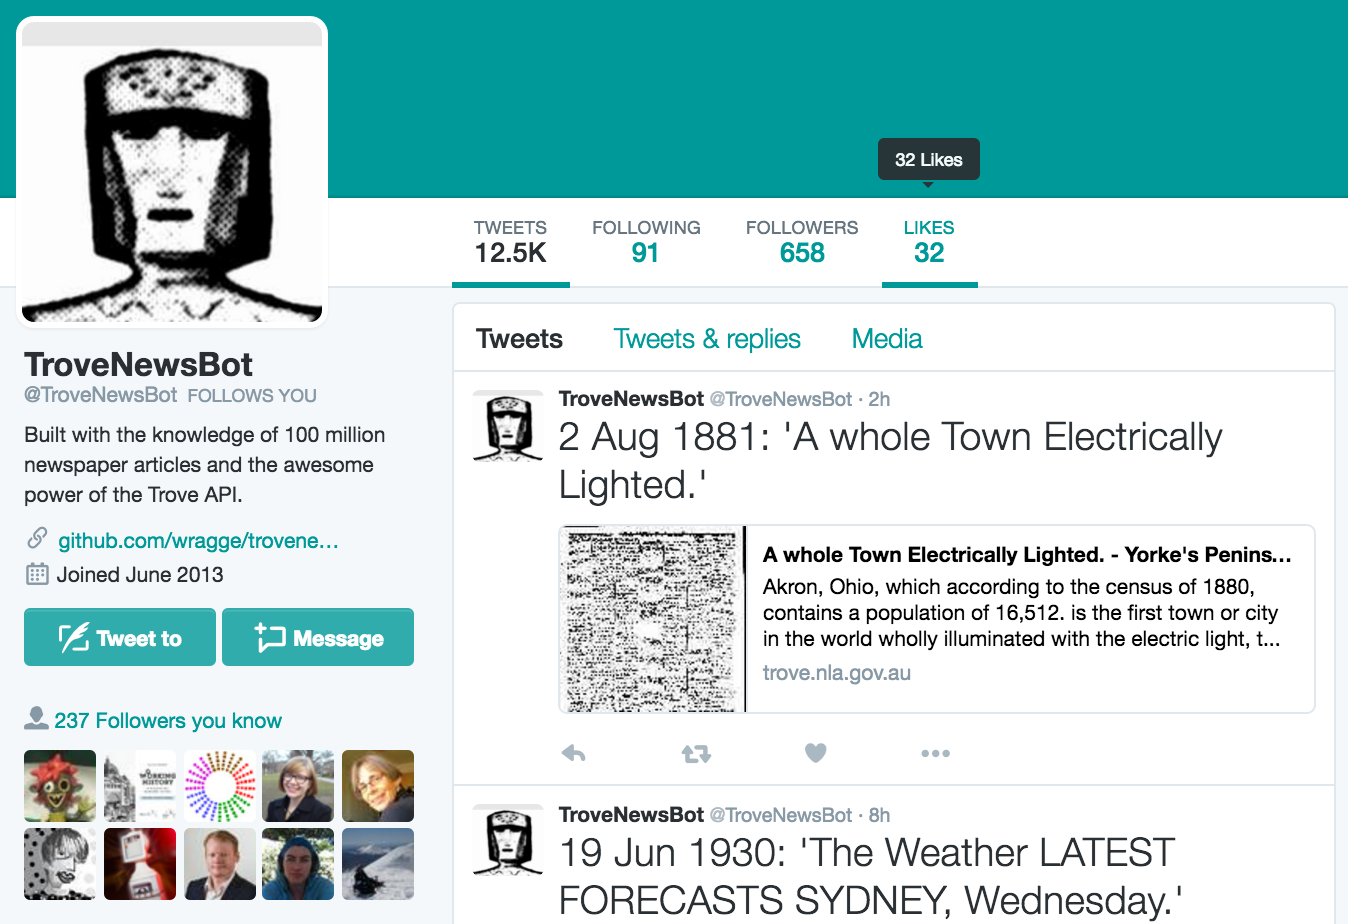 32 Likes
TWEETS
12.5K
FOLLOWING
91
FOLLOWERS
658
LIKES
32
TroveNewsBot
@TroveNewsBot FOLLOWS YOU
Built with the knowledge of 100 million
newspaper articles and the awesome
power of the Trove API.
github.com/wragge/trovene…
Joined June 2013
Tweet to
Message
237 Followers you know
WORKING
HISTORY
Tweets
Tweets & replies
Media
TroveNewsBot @TroveNewsBot · 2h
2 Aug 1881: 'A whole Town Electrically
Lighted.'
A whole Town Electrically Lighted. - Yorke's Penins...
Akron, Ohio, which according to the census of 1880,
contains a population of 16,512. is the first town or city
in the world wholly illuminated with the electric light, t...
trove.nla.gov.au
TroveNewsBot @TroveNewsBot · 8h
19 Jun 1930: 'The Weather LATEST
FORECASTS SYDNEY, Wednesday.'